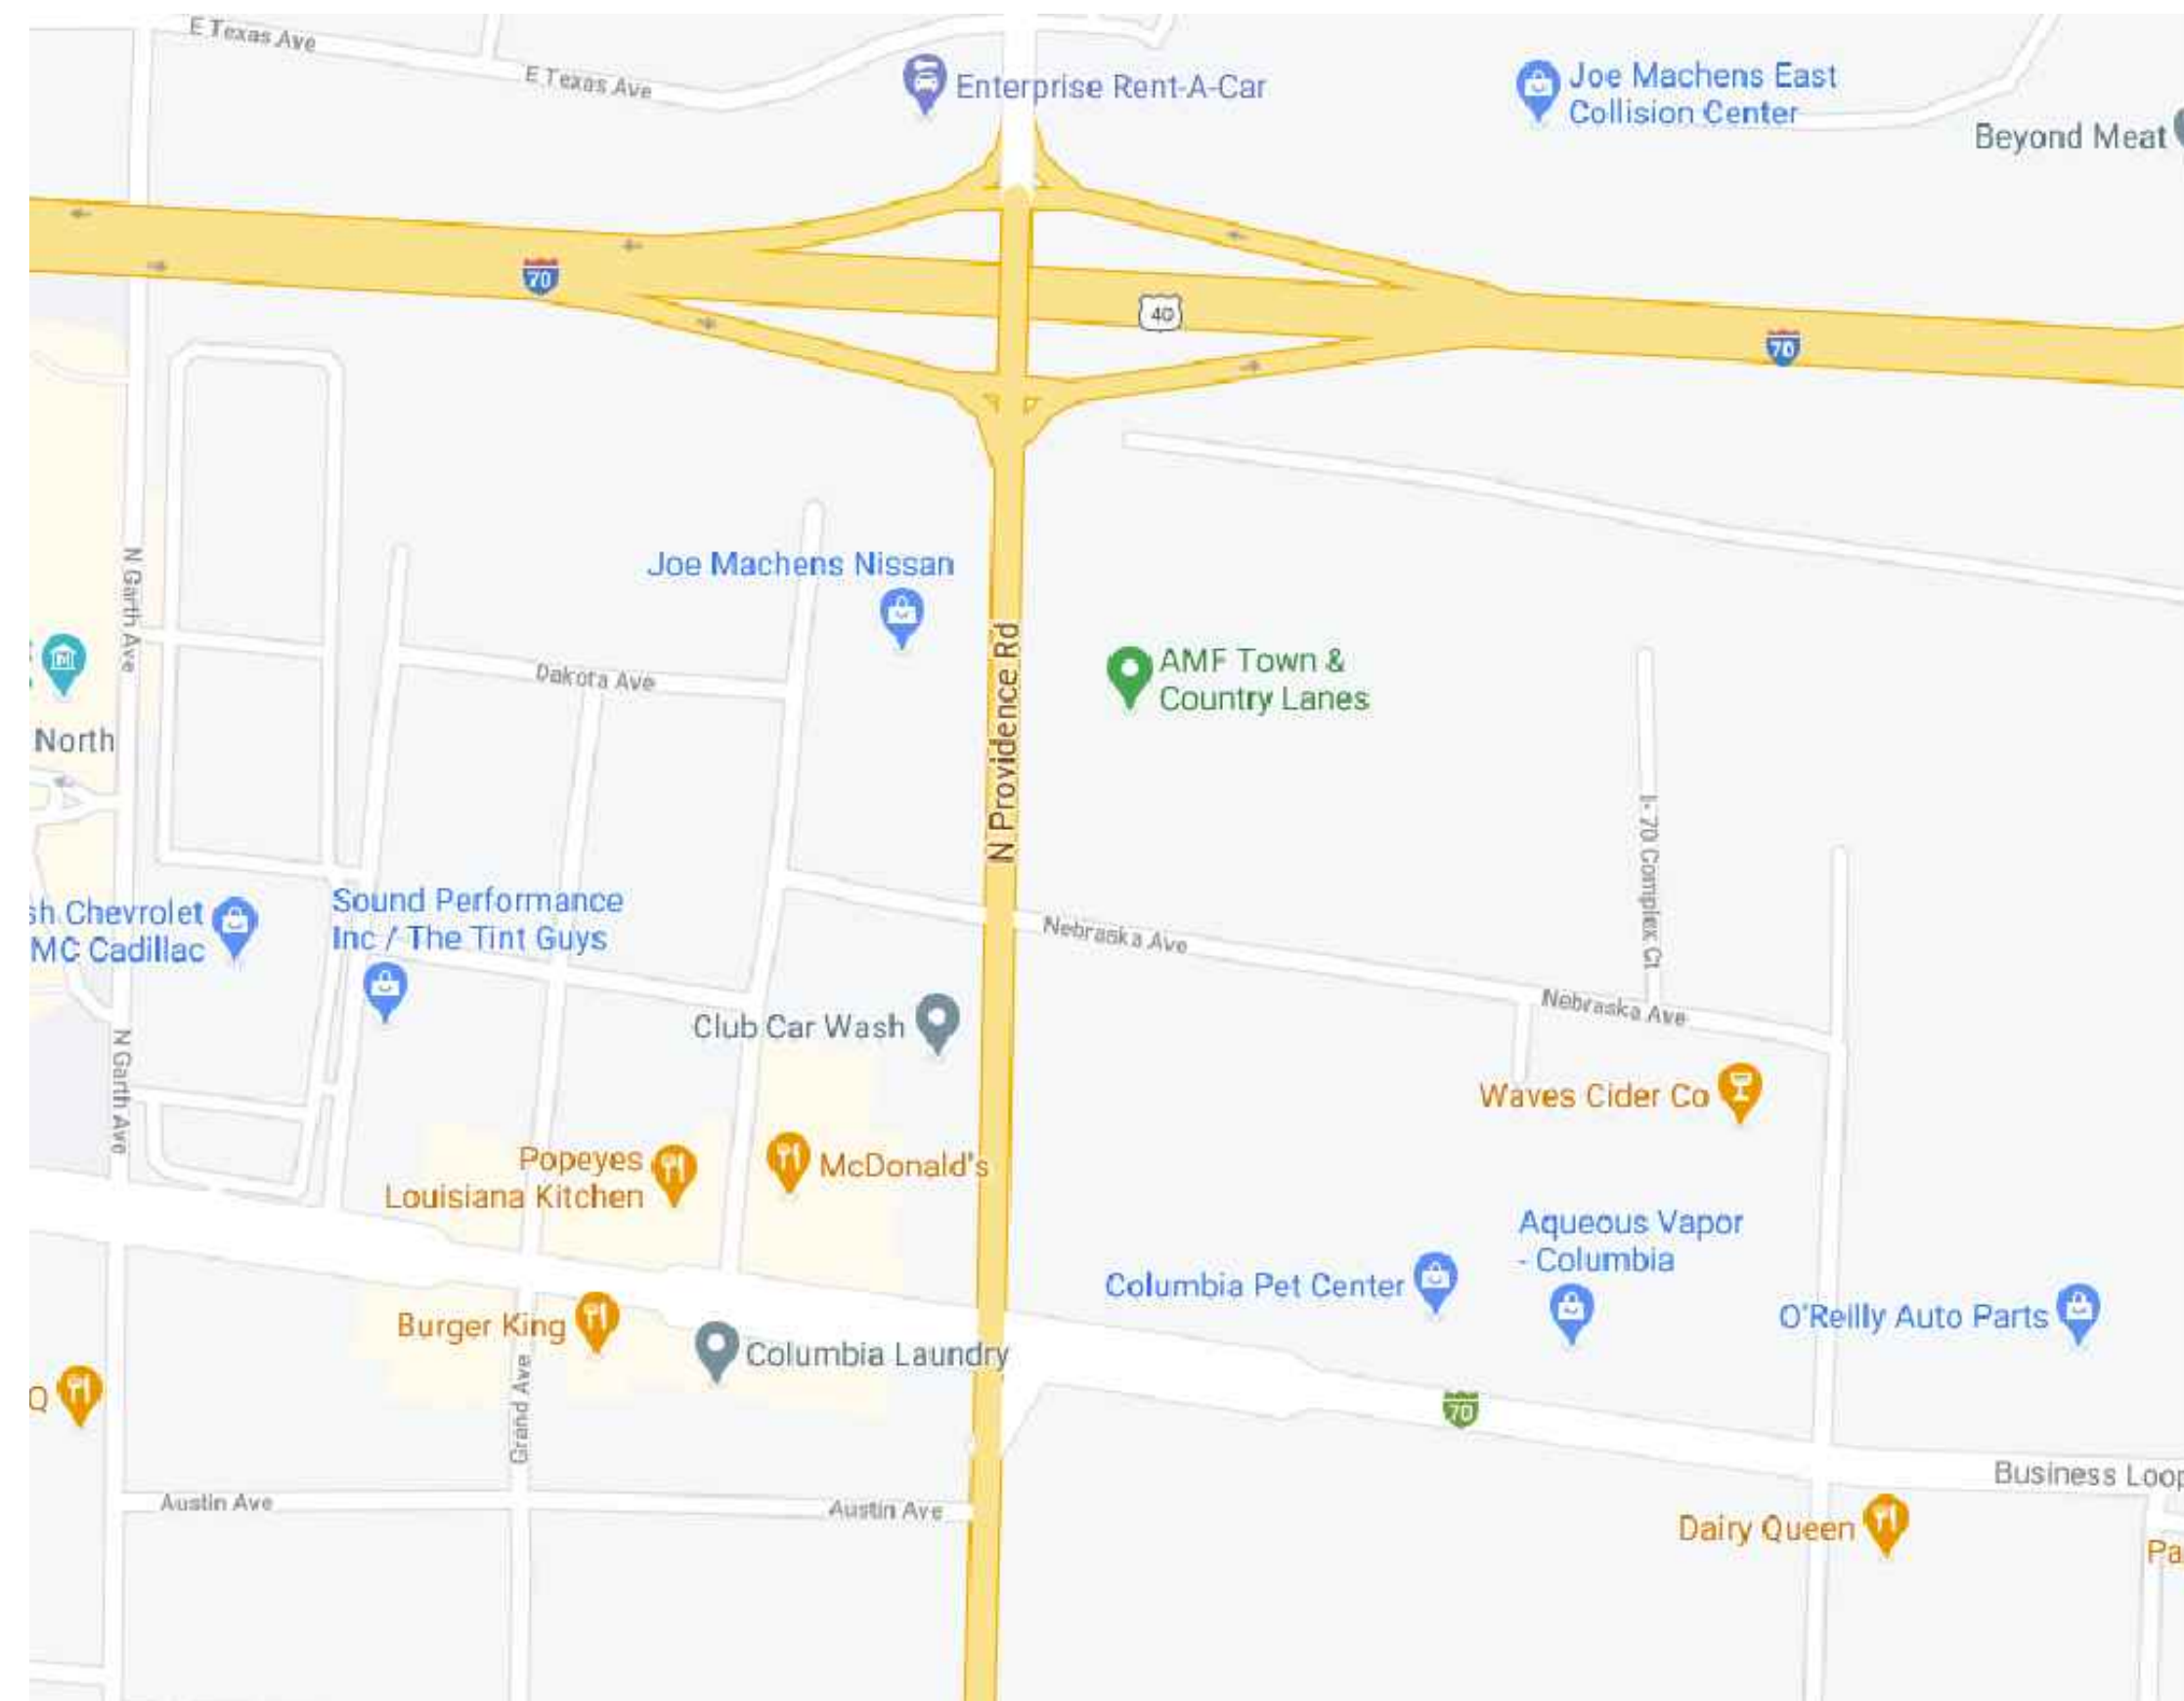 E Texas Ave
E Texas Ave
Enterprise Rent-A-Car
Joe Machens East
Collision Center
Beyond Meat
70
40
70
N Garth Ave
Joe Machens Nissan
N Providence Rd
AMF Town &
Country Lanes
Dakota Ave
North
I-70 Complex Ct
sh Chevrolet
MC Cadillac
Sound Performance
Inc / The Tint Guys
Nebraska Ave
Nebraska Ave
Club Car Wash
N Garth Ave
Waves Cider Co
Popeyes
Louisiana Kitchen
McDonald's
Aqueous Vapor
- Columbia
Columbia Pet Center
O'Reilly Auto Parts
Burger King
Columbia Laundry
Q
Grand Ave
70
Business Loop
Austin Ave
Austin Ave
Dairy Queen
Pa